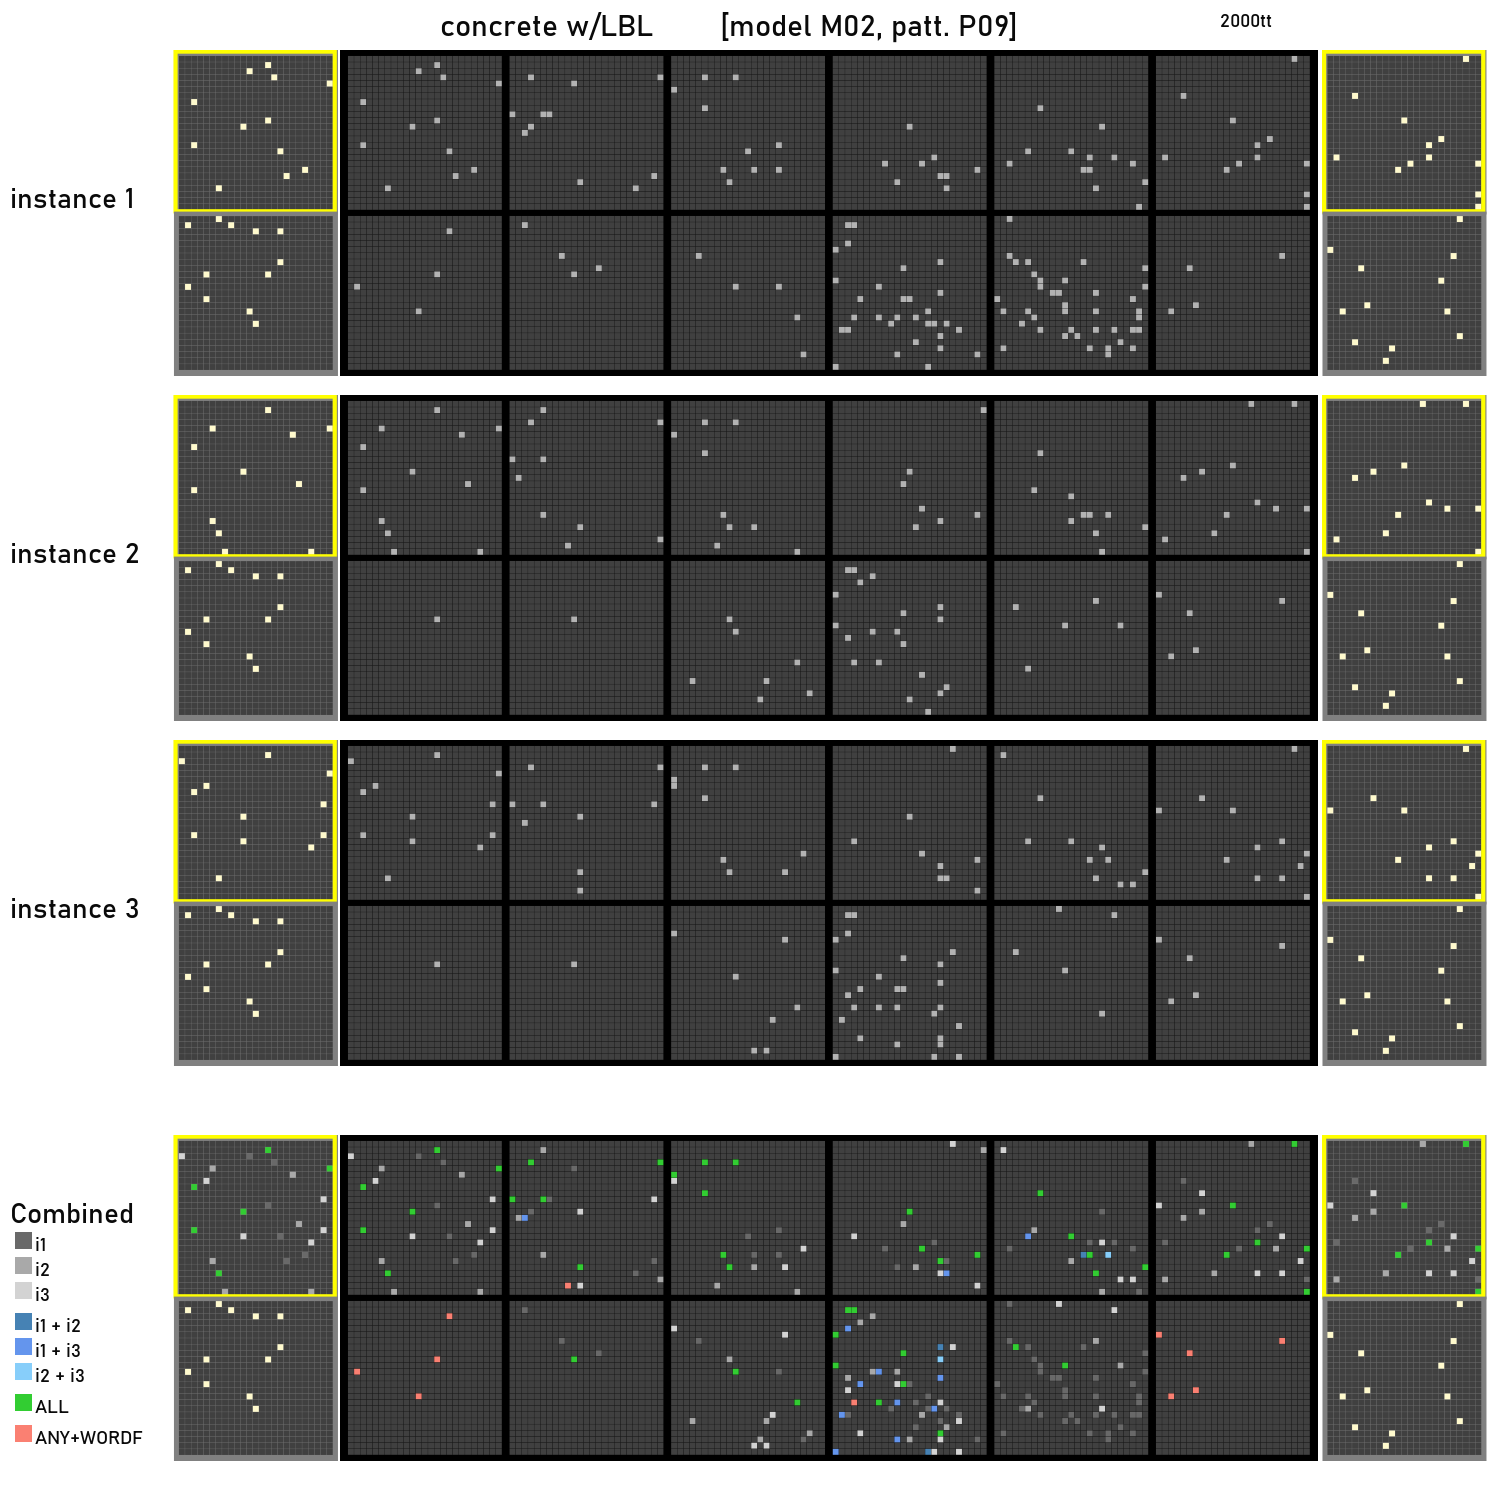 concrete w/LBL [model M02, patt. P09] 2000tt
instance 1
instance 2
instance 3
Combined
i1
i2
i3
i1 + i2
i1 + i3
i2 + i3
ALL
ANY+WORDF